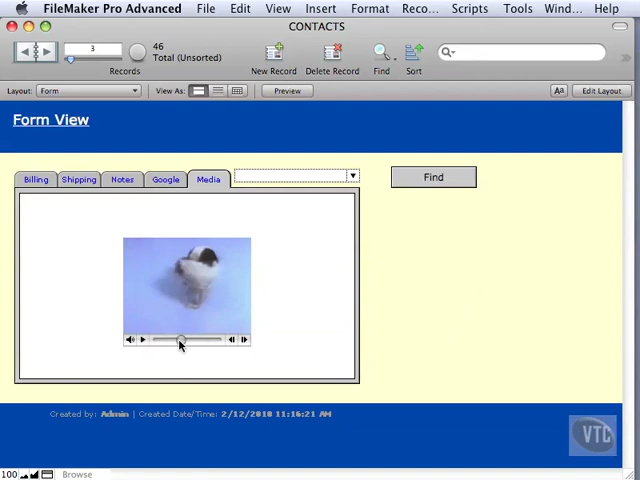 FileMaker Pro Advanced File Edit View Insert Format Reco... Scripts Tools Wind... Help
CONTACTS
3
46
Total (Unsorted)
Records
New Record
Delete Record
Find
Sort
Layout: Form
View As:
Preview
Aa
Edit Layout
Form View
Billing
Shipping
Notes
Google
Media
Find
Created by: Admin | Created Date/Time: 2/12/2010 11:16:21 AM
VTC
100
Browse